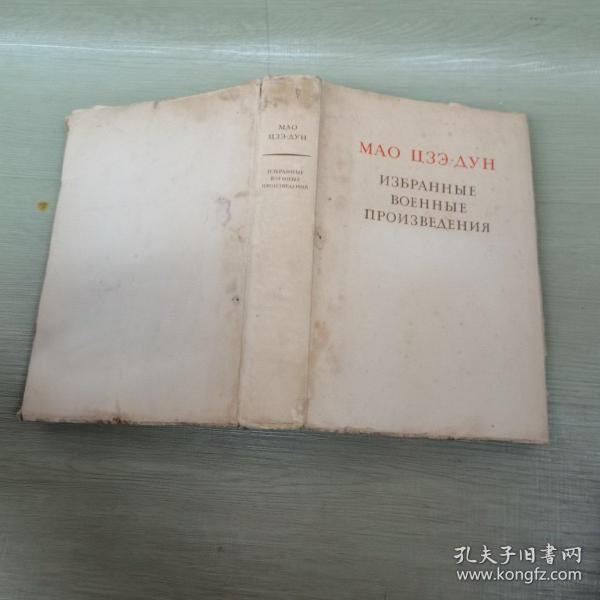 МАО
ЦЗЭ-ДУН
ИЗБРАННЫЕ
ВОЕННЫЕ
ПРОИЗВЕДЕНИЯ
МАО ЦЗЭ-ДУН
ИЗБРАННЫЕ
ВОЕННЫЕ
ПРОИЗВЕДЕНИЯ
孔夫子旧书网
www.kongfz.com